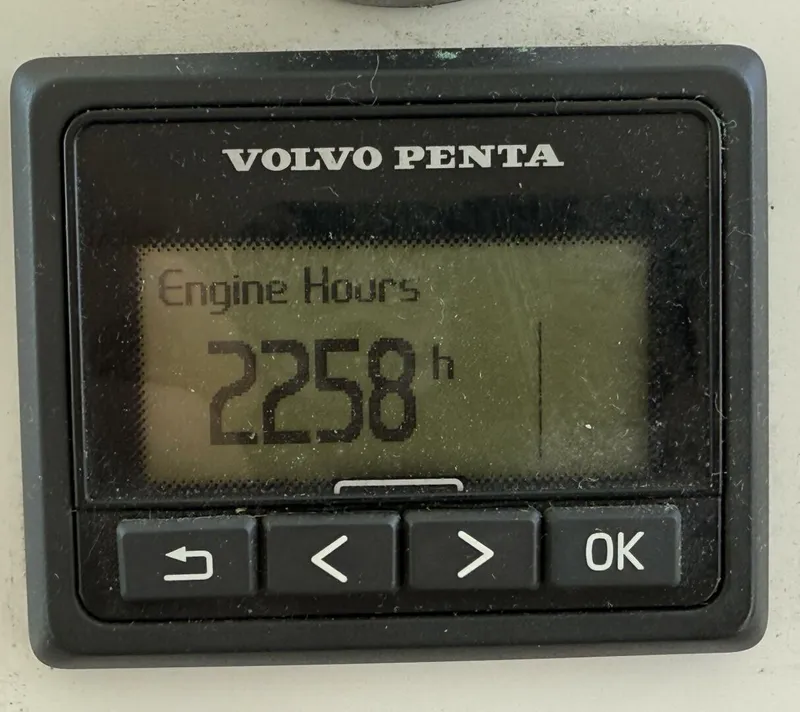 VOLVO PENTA
Engine Hours
2258 h
OK